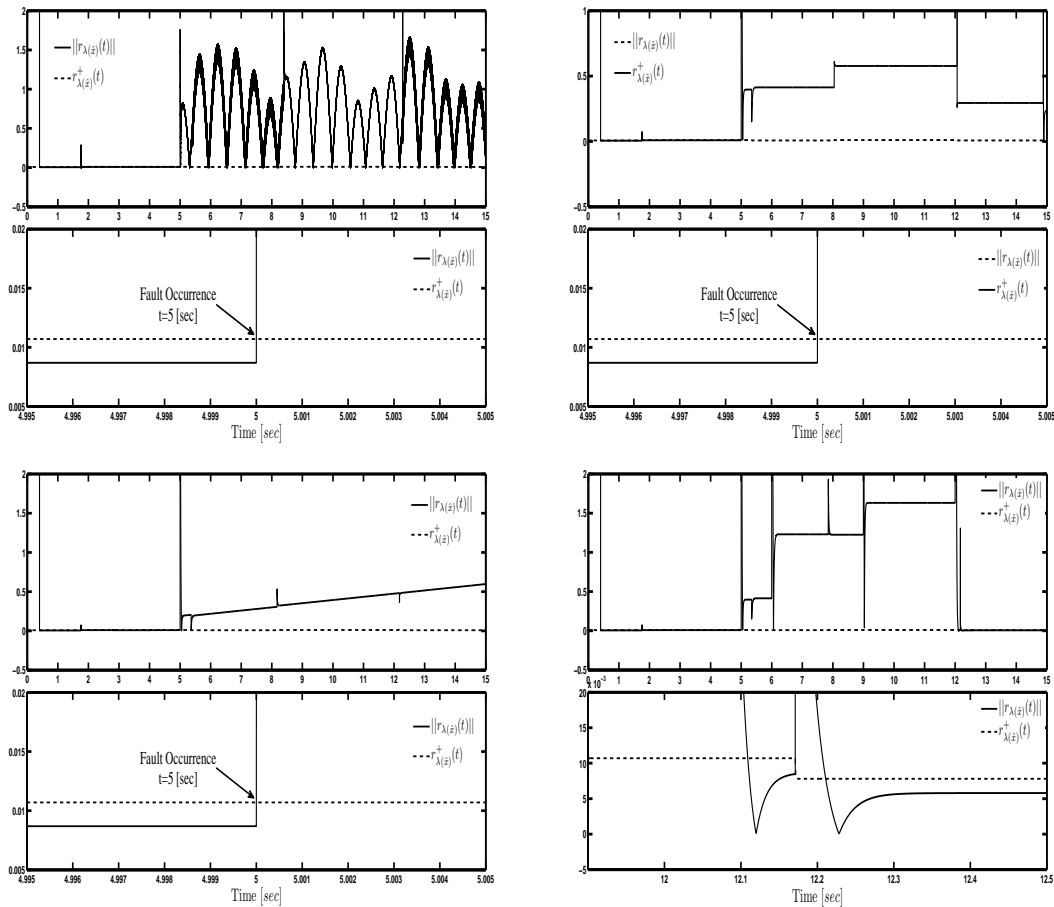 2
1.5
1
0.5
0
−0.5
||r_λ(x̂)(t)||
r⁺_λ(x̂)(t)
0 1 2 3 4 5 6 7 8 9 10 11 12 13 14 15
0.02
0.015
0.01
0.005
||r_λ(x̂)(t)||
r⁺_λ(x̂)(t)
Fault Occurrence
t=5 [sec]
4.995 4.996 4.997 4.998 4.999 5 5.001 5.002 5.003 5.004 5.005
Time [sec]
1
0.5
0
−0.5
||r_λ(x̂)(t)||
r⁺_λ(x̂)(t)
0 1 2 3 4 5 6 7 8 9 10 11 12 13 14 15
0.02
0.015
0.01
0.005
||r_λ(x̂)(t)||
r⁺_λ(x̂)(t)
Fault Occurrence
t=5 [sec]
4.995 4.996 4.997 4.998 4.999 5 5.001 5.002 5.003 5.004 5.005
Time [sec]
2
1.5
1
0.5
0
−0.5
||r_λ(x̂)(t)||
r⁺_λ(x̂)(t)
0 1 2 3 4 5 6 7 8 9 10 11 12 13 14 15
0.02
0.015
0.01
0.005
||r_λ(x̂)(t)||
r⁺_λ(x̂)(t)
Fault Occurrence
t=5 [sec]
4.995 4.996 4.997 4.998 4.999 5 5.001 5.002 5.003 5.004 5.005
Time [sec]
2
1.5
1
0.5
0
−0.5
||r_λ(x̂)(t)||
r⁺_λ(x̂)(t)
0 1 2 3 4 5 6 7 8 9 10 11 12 13 14 15
x 10⁻³
20
15
10
5
0
−5
||r_λ(x̂)(t)||
r⁺_λ(x̂)(t)
12 12.1 12.2 12.3 12.4 12.5
Time [sec]